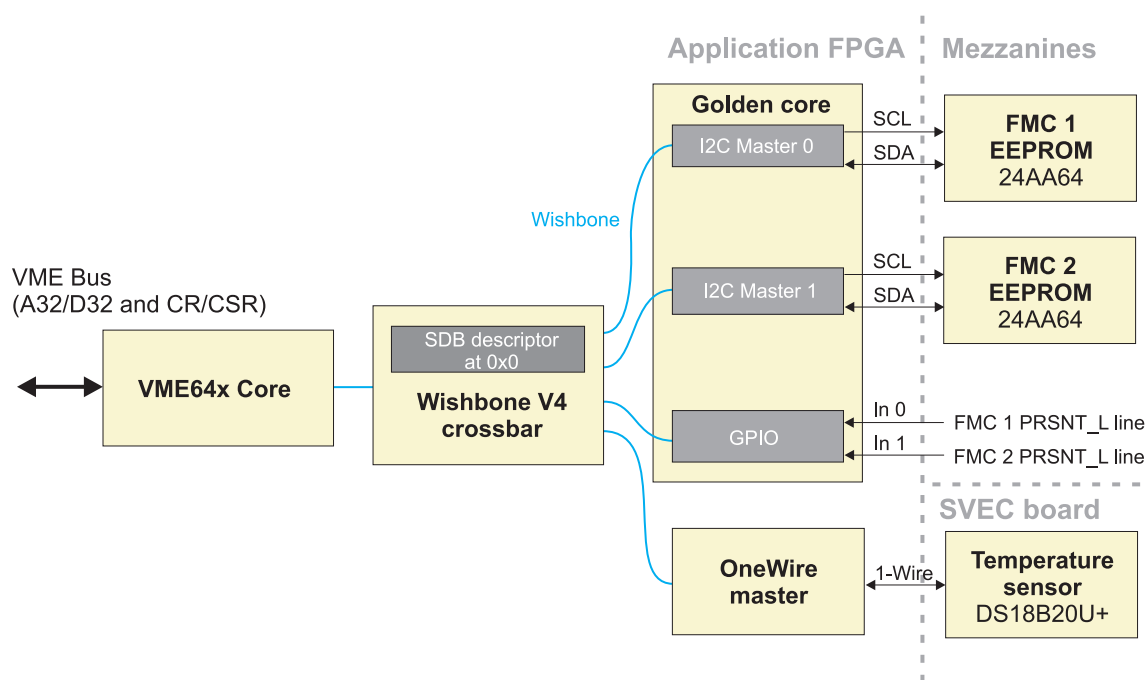 Application FPGA
Mezzanines
Golden core
I2C Master 0
SCL
SDA
FMC 1
EEPROM
24AA64
Wishbone
I2C Master 1
SCL
SDA
FMC 2
EEPROM
24AA64
VME Bus
(A32/D32 and CR/CSR)
VME64x Core
SDB descriptor
at 0x0
Wishbone V4
crossbar
GPIO
In 0
In 1
FMC 1 PRSNT_L line
FMC 2 PRSNT_L line
SVEC board
OneWire
master
1-Wire
Temperature
sensor
DS18B20U+